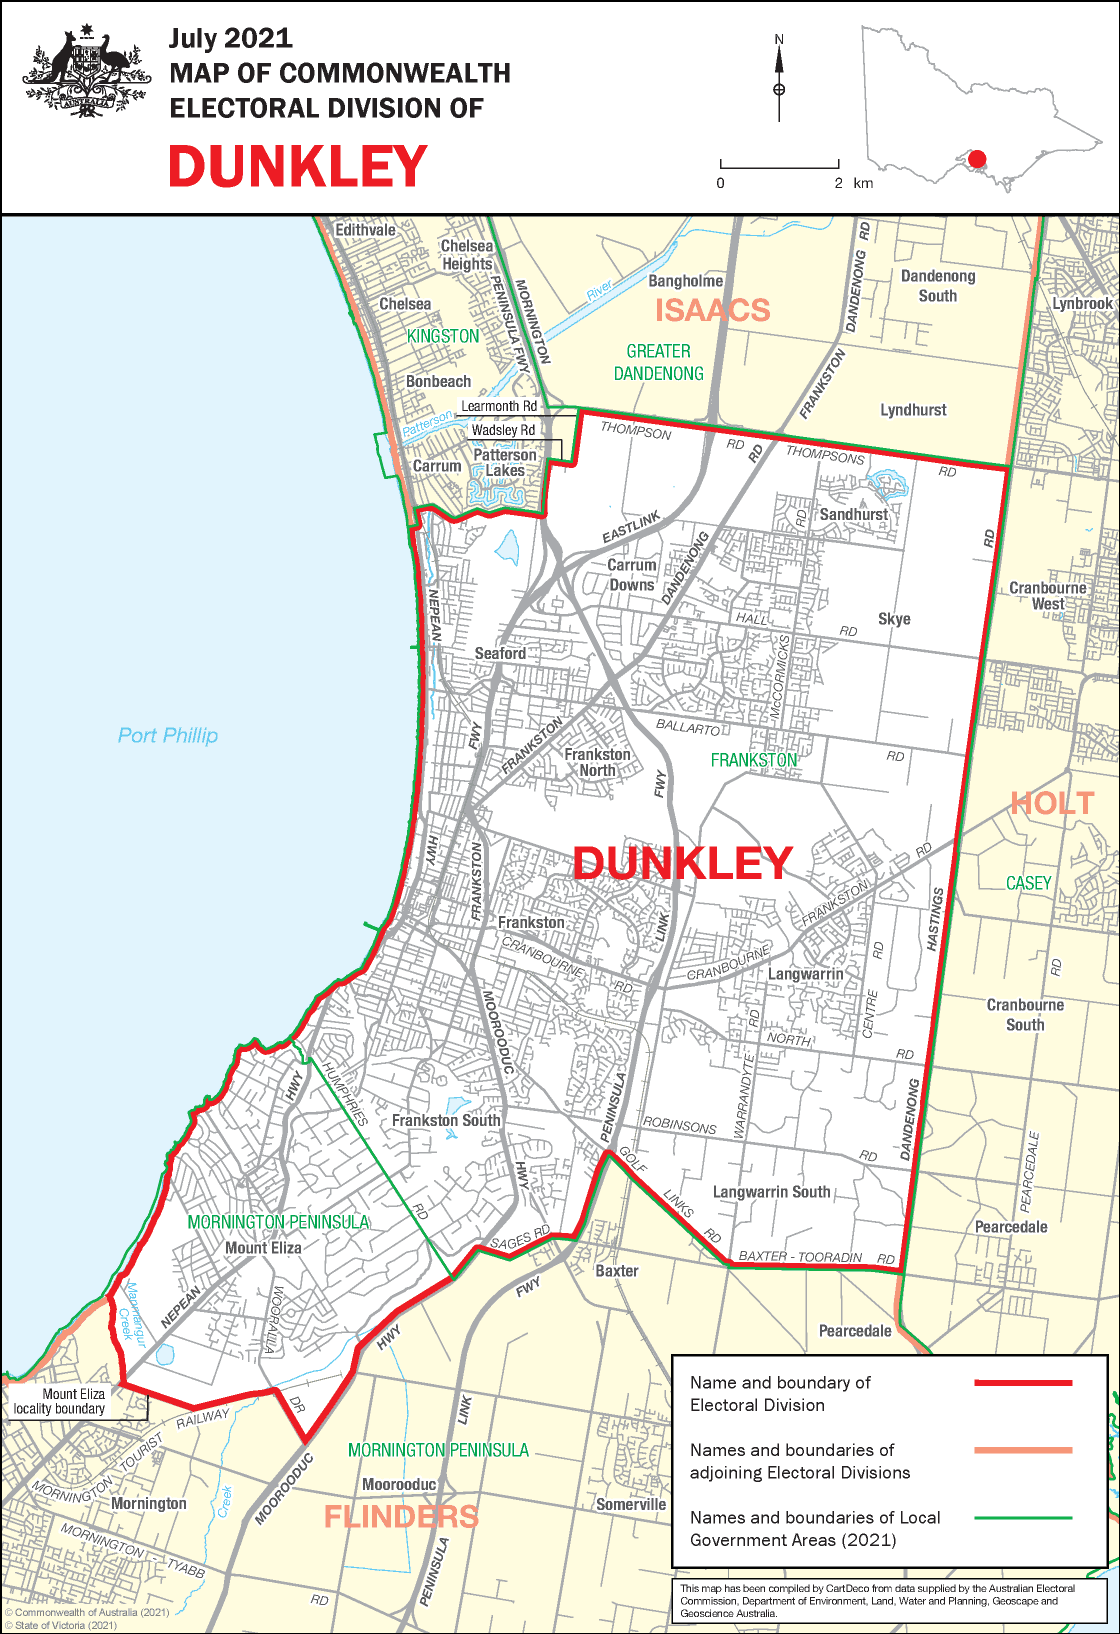 July 2021
MAP OF COMMONWEALTH
ELECTORAL DIVISION OF
DUNKLEY
AUSTRALIA
N
0 2 km
Edithvale
Chelsea
Heights
Chelsea
KINGSTON
Bonbeach
MORNINGTON
PENINSULA FWY
River
Patterson
Bangholme
ISAACS
GREATER
DANDENONG
DANDENONG RD
FRANKSTON
Dandenong
South
Lynbrook
Lyndhurst
Learmonth Rd
Wadsley Rd
Carrum
Patterson
Lakes
THOMPSON RD
RD
THOMPSONS RD
Sandhurst
RD
RD
EASTLINK
Carrum
Downs
DANDENONG
Cranbourne
West
NEPEAN
HALL RD
Skye
Seaford
McCORMICKS
Port Phillip
FWY
FRANKSTON
BALLARTO RD
Frankston
North
FRANKSTON
FWY
HOLT
DUNKLEY
HWY
FRANKSTON
RD
CASEY
FRANKSTON
HASTINGS
Frankston
LINK
CRANBOURNE RD
CRANBOURNE
Langwarrin
RD
RD
Cranbourne
South
MOOROODUC
RD
CENTRE
NORTH RD
HWY
HUMPHRIES
Frankston South
PENINSULA
WARRANDYTE
ROBINSONS RD
DANDENONG
PEARCEDALE
HWY
GOLF
LINKS
RD
Langwarrin South
RD
MORNINGTON PENINSULA
Mount Eliza
SAGES RD
Pearcedale
BAXTER - TOORADIN RD
Baxter
FWY
Manmangur
Creek
NEPEAN
WOORALLA
HWY
Pearcedale
Mount Eliza
locality boundary
DR
RAILWAY
MORNINGTON - TOURIST
LINK
MORNINGTON PENINSULA
Moorooduc
Mornington
Creek
MOOROODUC
FLINDERS
Somerville
MORNINGTON - TYABB
RD
PENINSULA
Name and boundary of
Electoral Division
Names and boundaries of
adjoining Electoral Divisions
Names and boundaries of Local
Government Areas (2021)
This map has been compiled by CartDeco from data supplied by the Australian Electoral
Commission, Department of Environment, Land, Water and Planning, Geoscape and
Geoscience Australia.
© Commonwealth of Australia (2021)
© State of Victoria (2021)